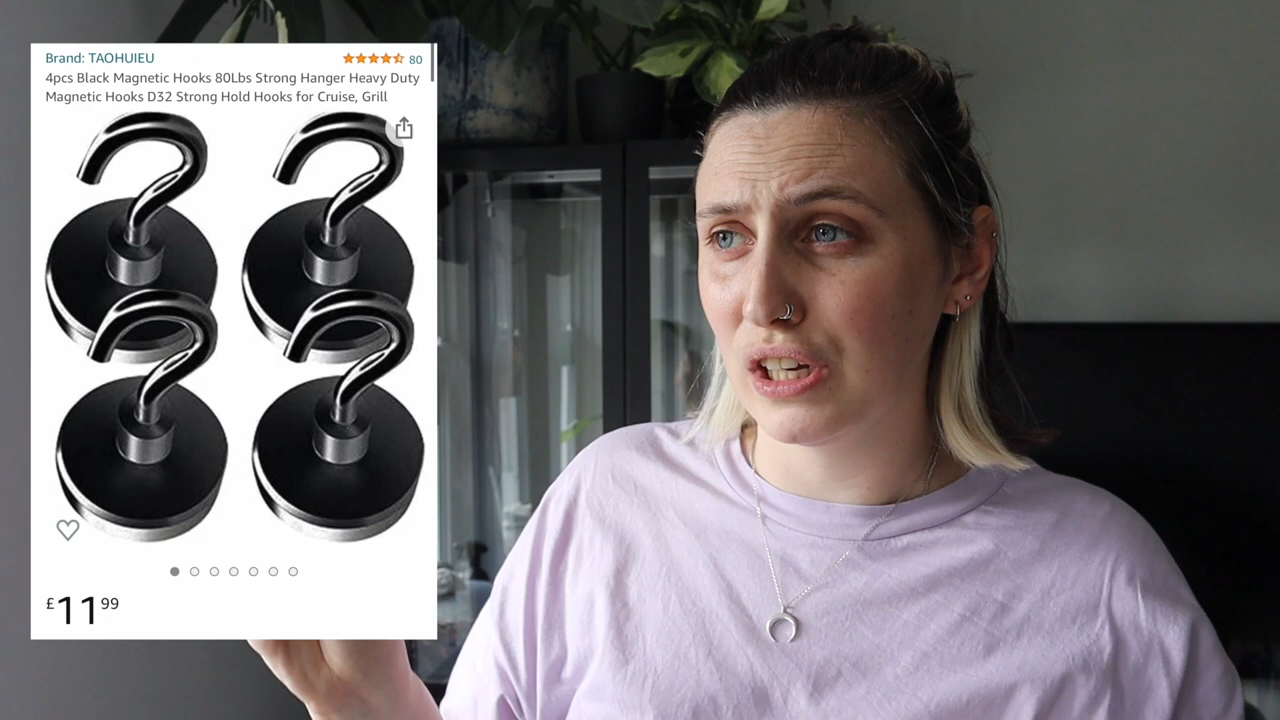 Brand: TAOHUIEU
80
4pcs Black Magnetic Hooks 80Lbs Strong Hanger Heavy Duty
Magnetic Hooks D32 Strong Hold Hooks for Cruise, Grill
£11 99